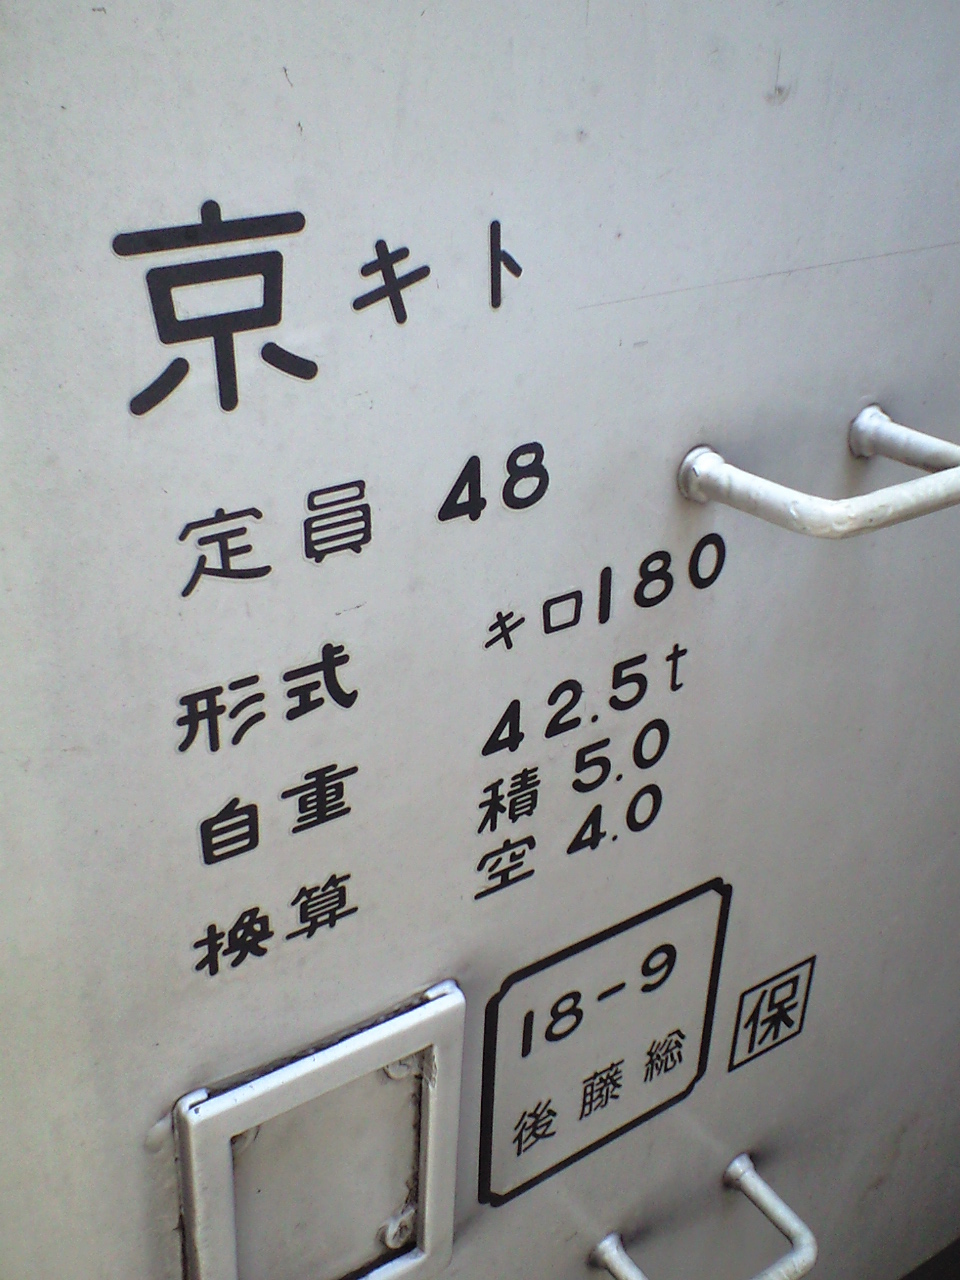 京キト
定員 48
形式 キロ180
自重 42.5t
換算 積 5.0
空 4.0
18-9
後藤総
保